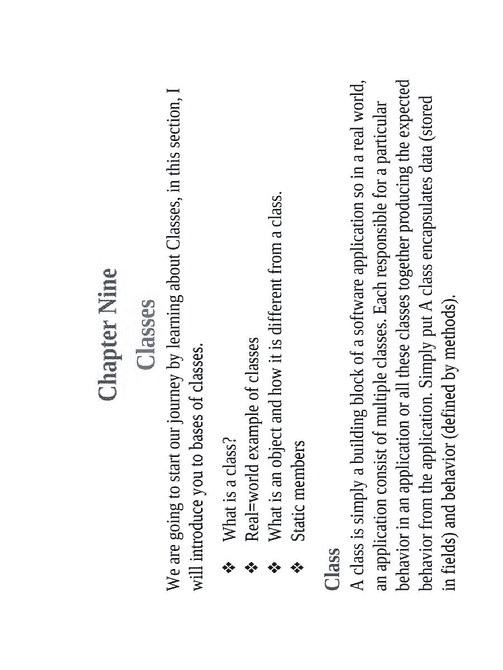 Chapter Nine
Classes
We are going to start our journey by learning about Classes, in this section, I
will introduce you to bases of classes.
❖ What is a class?
❖ Real=world example of classes
❖ What is an object and how it is different from a class.
❖ Static members
Class
A class is simply a building block of a software application so in a real world,
an application consist of multiple classes. Each responsible for a particular
behavior in an application or all these classes together producing the expected
behavior from the application. Simply put A class encapsulates data (stored
in fields) and behavior (defined by methods).